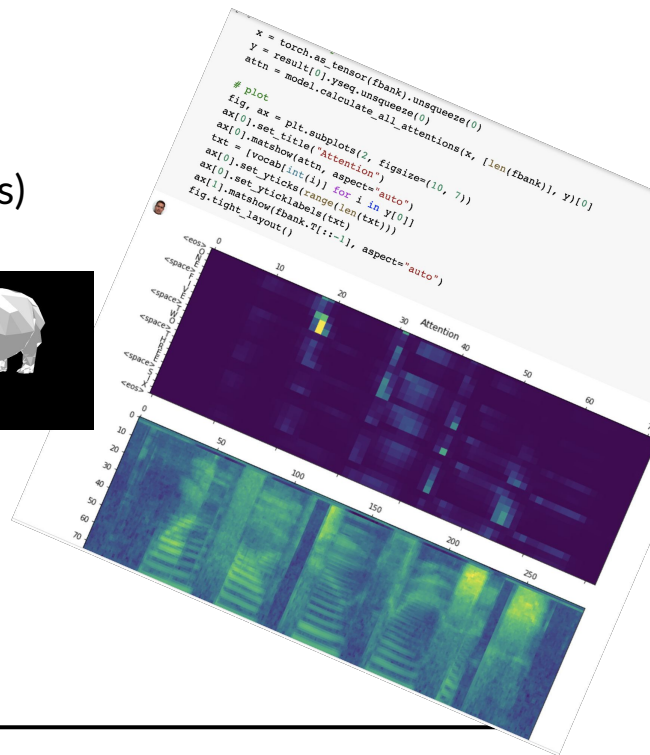 s)
x = torch.as_tensor(fbank).unsqueeze(0)
y = result[0].yseq.unsqueeze(0)
attn = model.calculate_all_attentions(x, [len(fbank)], y)[0]
# plot
fig, ax = plt.subplots(2, figsize=(10, 7))
ax[0].set_title("Attention")
ax[0].matshow(attn, aspect="auto")
txt = [vocab[int(i)] for i in y[0]]
ax[0].set_yticks(range(len(txt)))
ax[0].set_yticklabels(txt)
ax[1].matshow(fbank.T[::-1], aspect="auto")
fig.tight_layout()
Attention
0 10 20 30 40 50 60
<eos>
<space>
<space>
<space>
<space>
<eos>
0 50 100 150 200 250
0
10
20
30
40
50
60
70